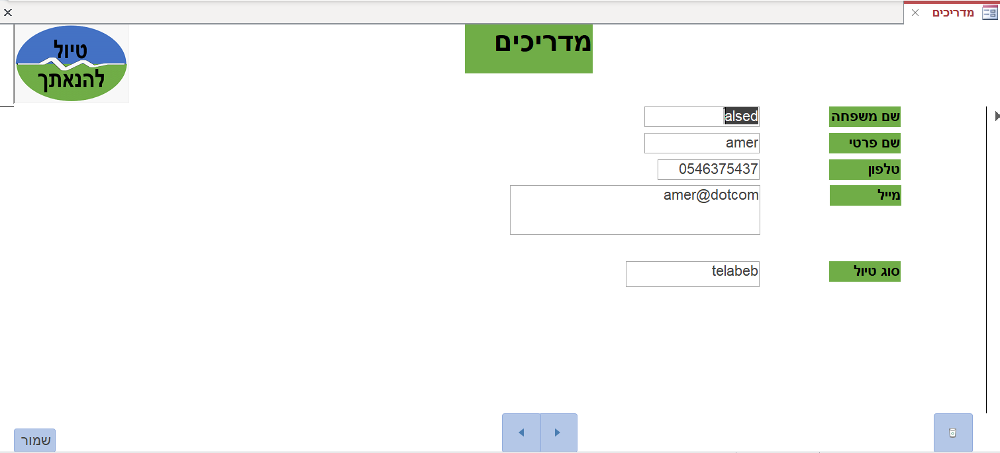 מדריכים
טיול
להנאתך
מדריכים
שם משפחה alsed
שם פרטי amer
טלפון 0546375437
מייל amer@dotcom
סוג טיול telabeb
שמור